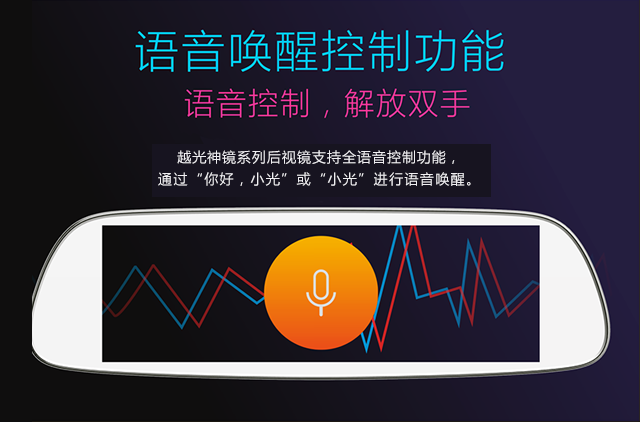 语音唤醒控制功能
语音控制，解放双手
越光神镜系列后视镜支持全语音控制功能，
通过“你好，小光”或“小光”进行语音唤醒。